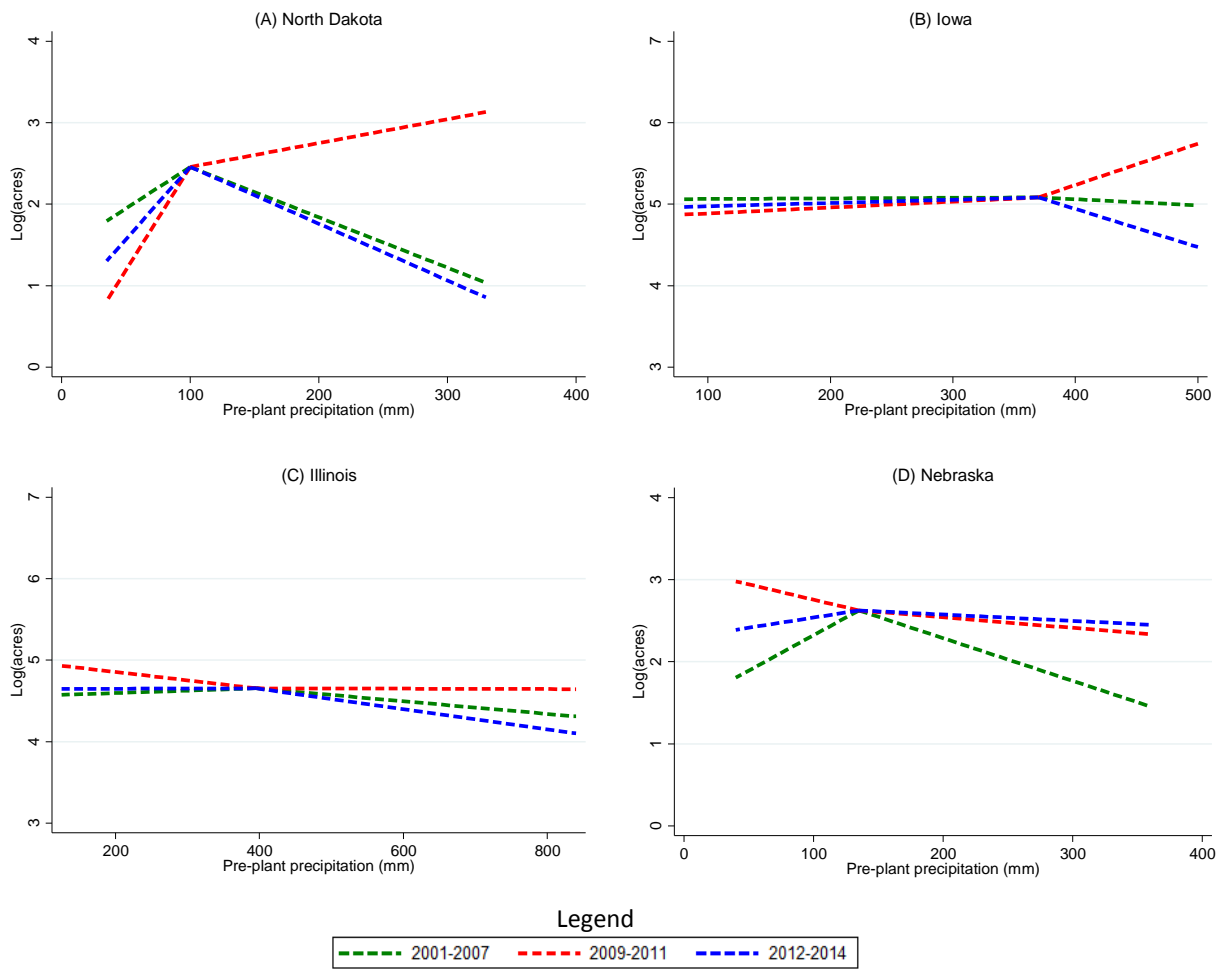 (A) North Dakota
Log(acres)
4
3
2
1
0
0 100 200 300 400
Pre-plant precipitation (mm)
(B) Iowa
Log(acres)
7
6
5
4
3
100 200 300 400 500
Pre-plant precipitation (mm)
(C) Illinois
Log(acres)
7
6
5
4
3
200 400 600 800
Pre-plant precipitation (mm)
(D) Nebraska
Log(acres)
4
3
2
1
0
0 100 200 300 400
Pre-plant precipitation (mm)
Legend
2001-2007 2009-2011 2012-2014